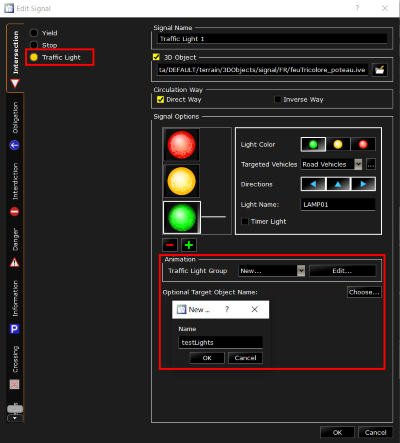 Edit Signal
?
Intersection
Obligation
Interdiction
Danger
Information
P
Crossing
Yield
Stop
Traffic Light
Signal Name
Traffic Light 1
3D Object
ta/DEFAULT/terrain/3DObjects/signal/FR/feuTricolore_poteau.ive
Circulation Way
Direct Way Inverse Way
Signal Options
Light Color
Targeted Vehicles Road Vehicles ...
Directions
Light Name: LAMP01
Timer Light
Animation
Traffic Light Group New... Edit...
Optional Target Object Name: Choose...
New ... ?
Name
testLights
OK Cancel
OK Cancel